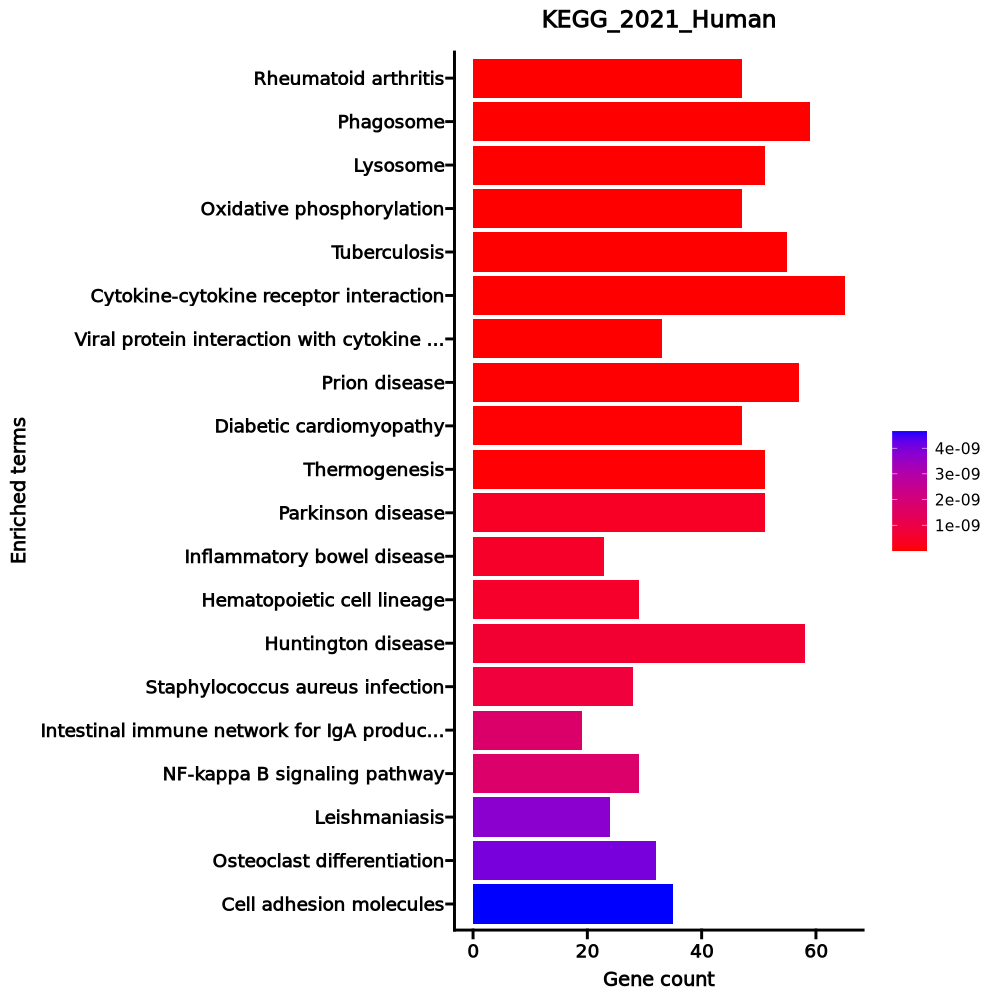 KEGG_2021_Human
Rheumatoid arthritis
Phagosome
Lysosome
Oxidative phosphorylation
Tuberculosis
Cytokine-cytokine receptor interaction
Viral protein interaction with cytokine ...
Prion disease
Diabetic cardiomyopathy
Thermogenesis
Parkinson disease
Inflammatory bowel disease
Hematopoietic cell lineage
Huntington disease
Staphylococcus aureus infection
Intestinal immune network for IgA produc...
NF-kappa B signaling pathway
Leishmaniasis
Osteoclast differentiation
Cell adhesion molecules
Enriched terms
0 20 40 60
Gene count
4e-09
3e-09
2e-09
1e-09